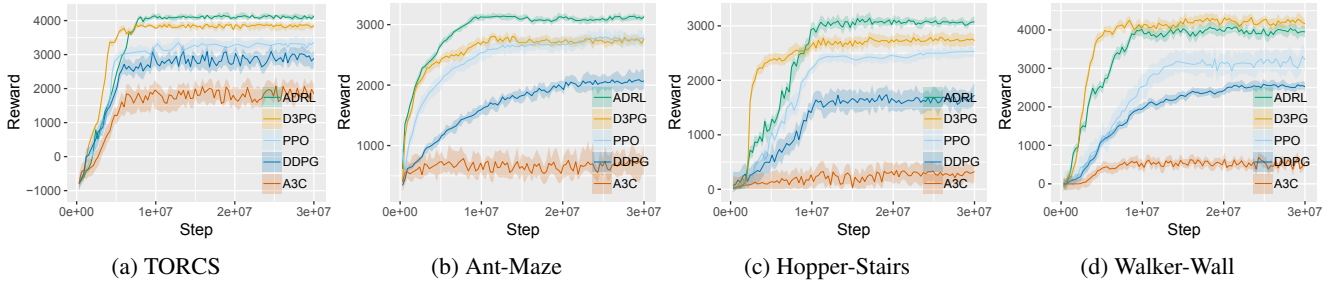 5000
4000
3000
2000
1000
0
−1000
Reward
0e+00 1e+07 2e+07 3e+07
Step
ADRL
D3PG
PPO
DDPG
A3C
(a) TORCS
3000
2000
1000
Reward
0e+00 1e+07 2e+07 3e+07
Step
ADRL
D3PG
PPO
DDPG
A3C
(b) Ant-Maze
3000
2000
1000
0
Reward
0e+00 1e+07 2e+07 3e+07
Step
ADRL
D3PG
PPO
DDPG
A3C
(c) Hopper-Stairs
4000
3000
2000
1000
0
Reward
0e+00 1e+07 2e+07 3e+07
Step
ADRL
D3PG
PPO
DDPG
A3C
(d) Walker-Wall